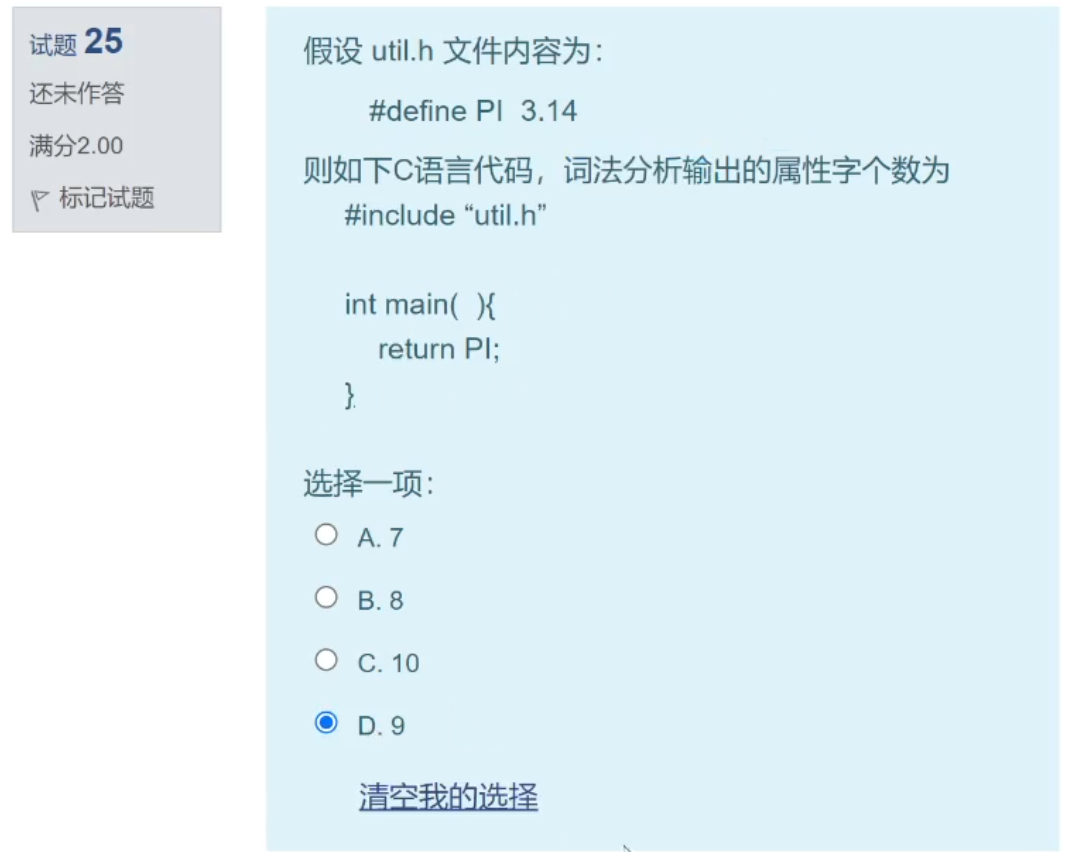 试题 25
还未作答
满分2.00
标记试题
假设 util.h 文件内容为：
#define PI  3.14
则如下C语言代码，词法分析输出的属性字个数为
#include “util.h”
int main(  ){
return PI;
}
选择一项：
A. 7
B. 8
C. 10
D. 9
清空我的选择